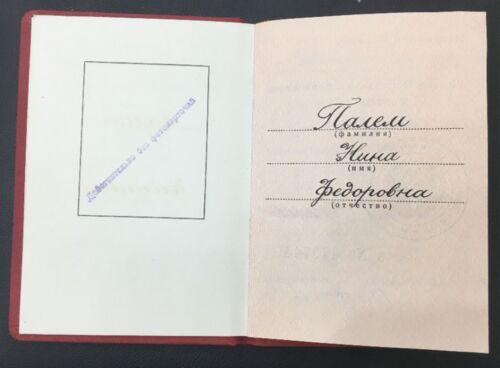 Действительно без фотокарточки
Палем
(фамилия)
Нина
(имя)
Федоровна
(отчество)